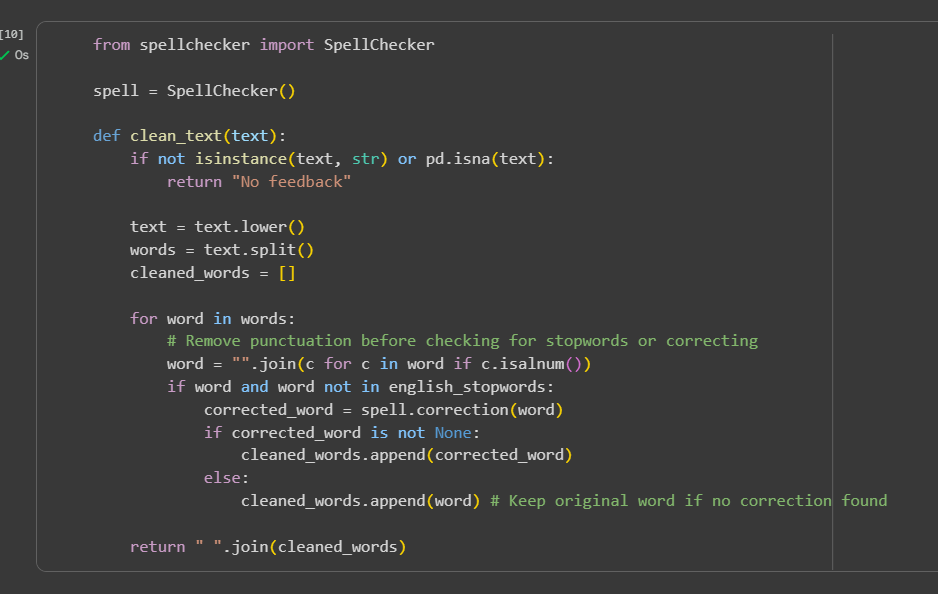 [10]
✓ 0s
from spellchecker import SpellChecker
spell = SpellChecker()
def clean_text(text):
    if not isinstance(text, str) or pd.isna(text):
        return "No feedback"
    text = text.lower()
    words = text.split()
    cleaned_words = []
    for word in words:
        # Remove punctuation before checking for stopwords or correcting
        word = "".join(c for c in word if c.isalnum())
        if word and word not in english_stopwords:
            corrected_word = spell.correction(word)
            if corrected_word is not None:
                cleaned_words.append(corrected_word)
            else:
                cleaned_words.append(word) # Keep original word if no correction found
    return " ".join(cleaned_words)